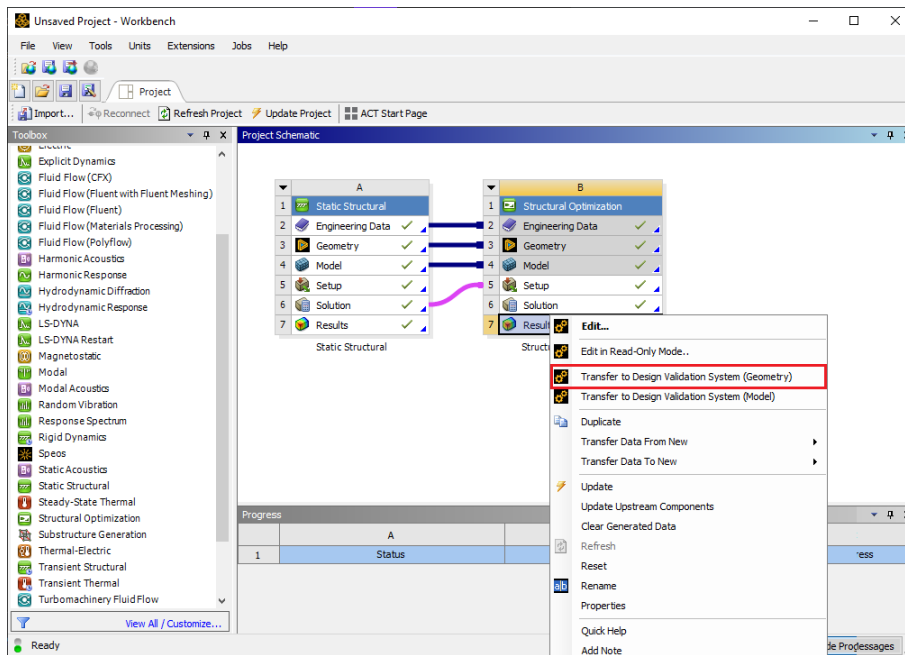 Unsaved Project - Workbench
File View Tools Units Extensions Jobs Help
Project
Import... Reconnect Refresh Project Update Project ACT Start Page
Toolbox
Electric
Explicit Dynamics
Fluid Flow (CFX)
Fluid Flow (Fluent with Fluent Meshing)
Fluid Flow (Fluent)
Fluid Flow (Materials Processing)
Fluid Flow (Polyflow)
Harmonic Acoustics
Harmonic Response
Hydrodynamic Diffraction
Hydrodynamic Response
LS-DYNA
LS-DYNA Restart
Magnetostatic
Modal
Modal Acoustics
Random Vibration
Response Spectrum
Rigid Dynamics
Speos
Static Acoustics
Static Structural
Steady-State Thermal
Structural Optimization
Substructure Generation
Thermal-Electric
Transient Structural
Transient Thermal
Turbomachinery Fluid Flow
View All / Customize...
Project Schematic
A
1 Static Structural
2 Engineering Data
3 Geometry
4 Model
5 Setup
6 Solution
7 Results
Static Structural
B
1 Structural Optimization
2 Engineering Data
3 Geometry
4 Model
5 Setup
6 Solution
7 Result
Struct
Edit...
Edit in Read-Only Mode..
Transfer to Design Validation System (Geometry)
Transfer to Design Validation System (Model)
Duplicate
Transfer Data From New
Transfer Data To New
Update
Update Upstream Components
Clear Generated Data
Refresh
Reset
Rename
Properties
Quick Help
Add Note
Progress
A
1 Status
ess
Ready